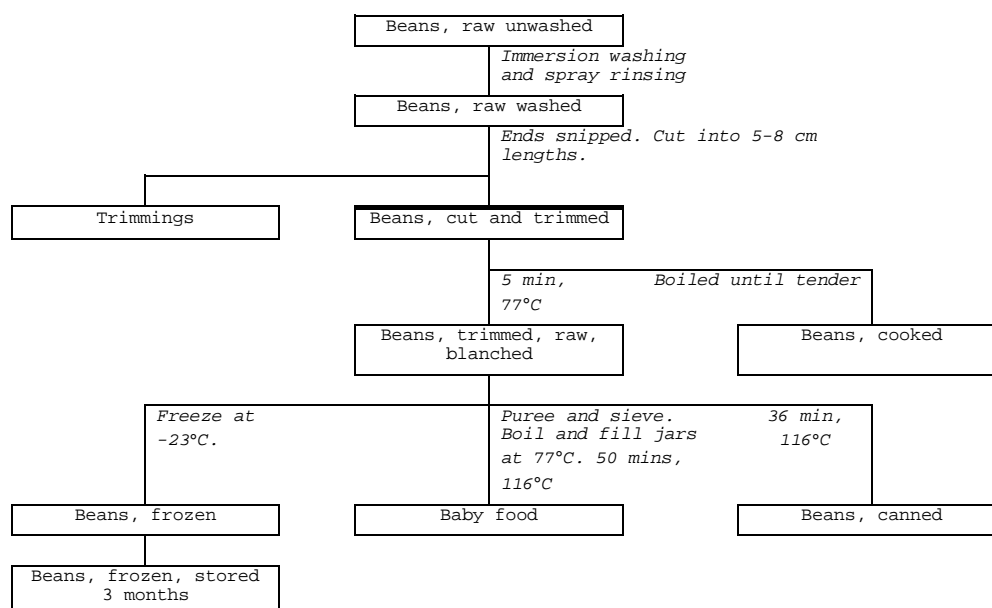 Beans, raw unwashed
Immersion washing
and spray rinsing
Beans, raw washed
Ends snipped. Cut into 5-8 cm
lengths.
Trimmings
Beans, cut and trimmed
5 min,
77°C
Boiled until tender
Beans, trimmed, raw,
blanched
Beans, cooked
Freeze at
-23°C.
Puree and sieve.
Boil and fill jars
at 77°C. 50 mins,
116°C
36 min,
116°C
Beans, frozen
Baby food
Beans, canned
Beans, frozen, stored
3 months